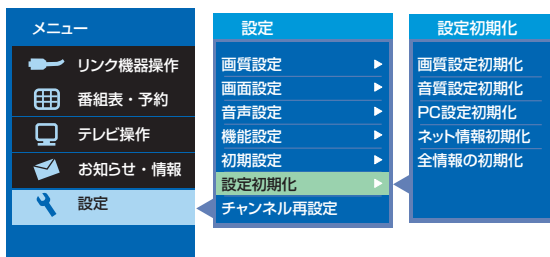 メニュー
リンク機器操作
番組表・予約
テレビ操作
お知らせ・情報
設定
設定
画質設定
画面設定
音声設定
機能設定
初期設定
設定初期化
チャンネル再設定
設定初期化
画質設定初期化
音質設定初期化
PC設定初期化
ネット情報初期化
全情報の初期化